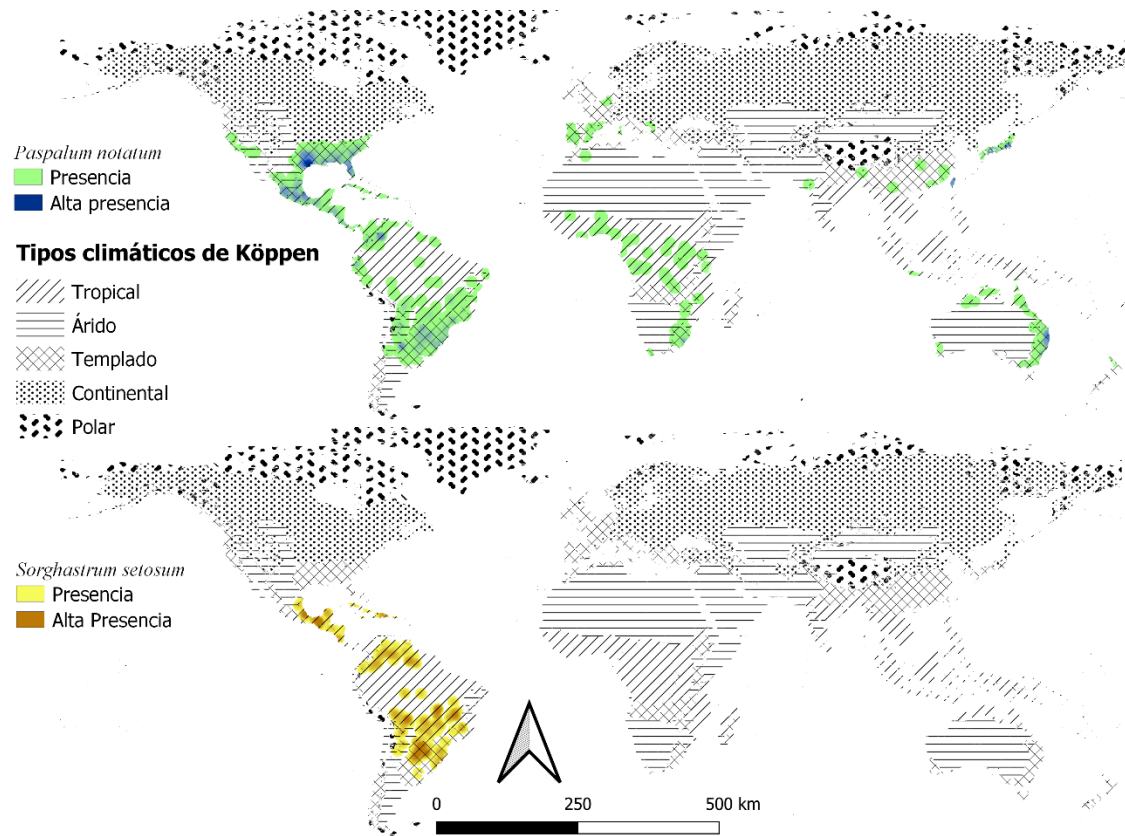 Paspalum notatum
Presencia
Alta presencia
Tipos climáticos de Köppen
Tropical
Árido
Templado
Continental
Polar
Sorghastrum setosum
Presencia
Alta Presencia
0 250 500 km